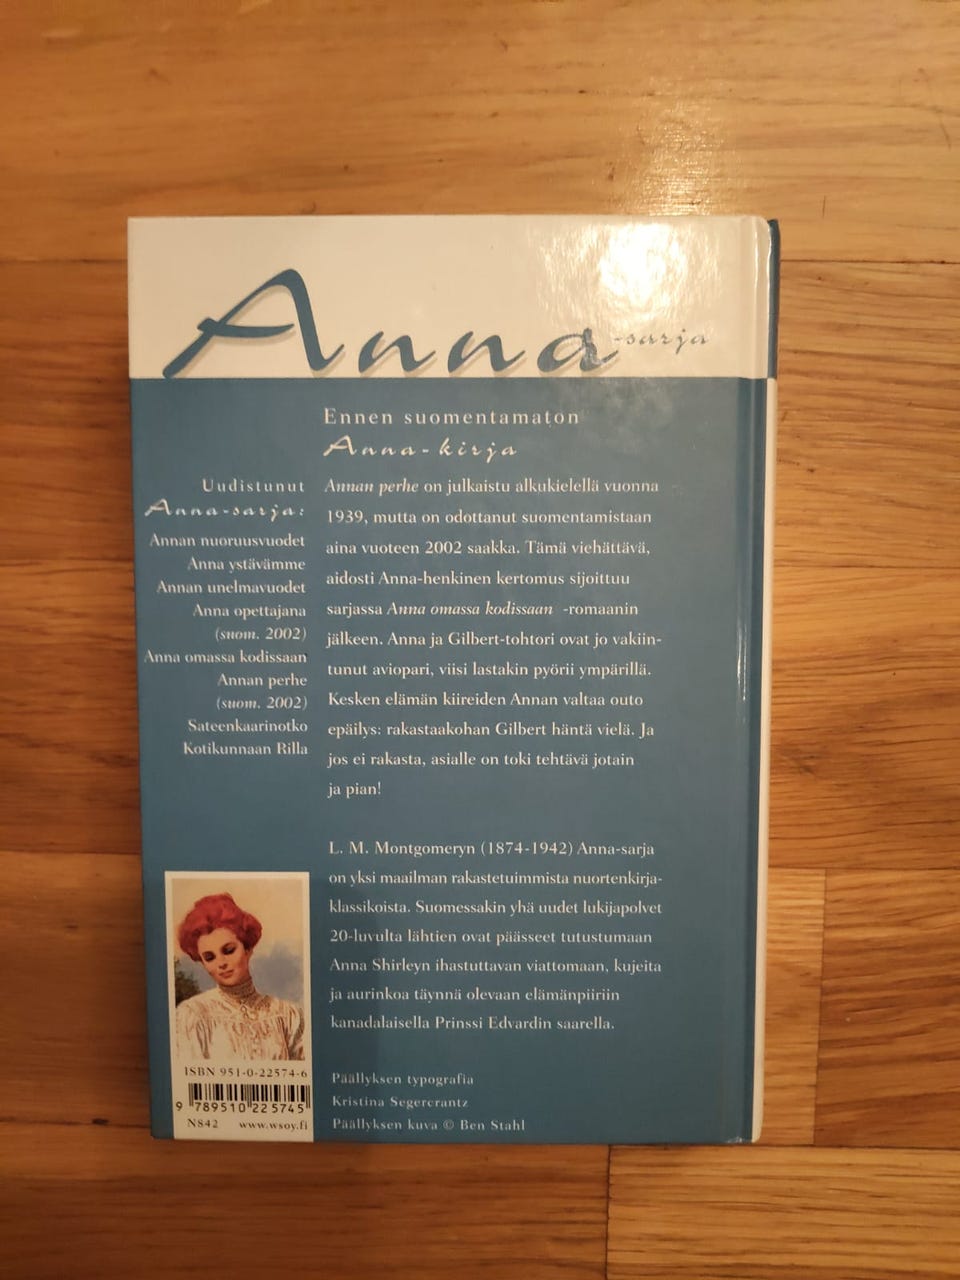 Anna -sarja
Ennen suomentamaton
Anna-kirja
Annan perhe on julkaistu alkukielellä vuonna
1939, mutta on odottanut suomentamistaan
aina vuoteen 2002 saakka. Tämä viehättävä,
aidosti Anna-henkinen kertomus sijoittuu
sarjassa Anna omassa kodissaan -romaanin
jälkeen. Anna ja Gilbert-tohtori ovat jo vakiin-
tunut aviopari, viisi lastakin pyörii ympärillä.
Kesken elämän kiireiden Annan valtaa outo
epäilys: rakastaakohan Gilbert häntä vielä. Ja
jos ei rakasta, asialle on toki tehtävä jotain
ja pian!
L. M. Montgomeryn (1874-1942) Anna-sarja
on yksi maailman rakastetuimmista nuortenkirja-
klassikoista. Suomessakin yhä uudet lukijapolvet
20-luvulta lähtien ovat päässeet tutustumaan
Anna Shirleyn ihastuttavan viattomaan, kujeita
ja aurinkoa täynnä olevaan elämänpiiriin
kanadalaisella Prinssi Edvardin saarella.
Päällyksen typografia
Kristina Segercrantz
Päällyksen kuva © Ben Stahl
Uudistunut
Anna-sarja:
Annan nuoruusvuodet
Anna ystävämme
Annan unelmavuodet
Anna opettajana
(suom. 2002)
Anna omassa kodissaan
Annan perhe
(suom. 2002)
Sateenkaarinotko
Kotikunnaan Rilla
ISBN 951-0-22574-6
9 789510 225745
N842 www.wsoy.fi